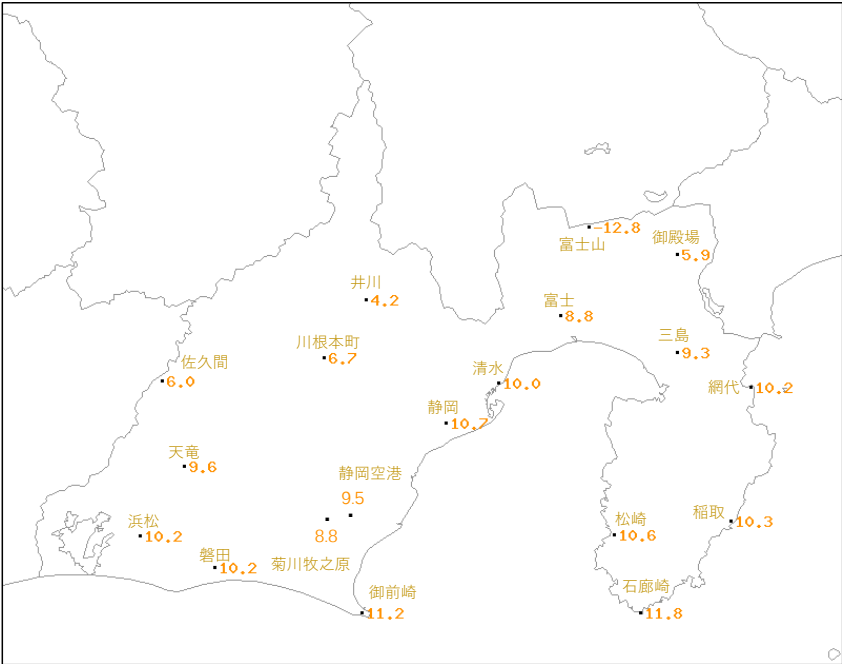 -12.8
富士山
御殿場
5.9
井川
4.2
富士
8.8
川根本町
6.7
三島
9.3
佐久間
6.0
清水
10.0
網代
10.2
静岡
10.7
天竜
9.6
静岡空港
9.5
8.8
菊川牧之原
浜松
10.2
松崎
10.6
稲取
10.3
磐田
10.2
御前崎
11.2
石廊崎
11.8